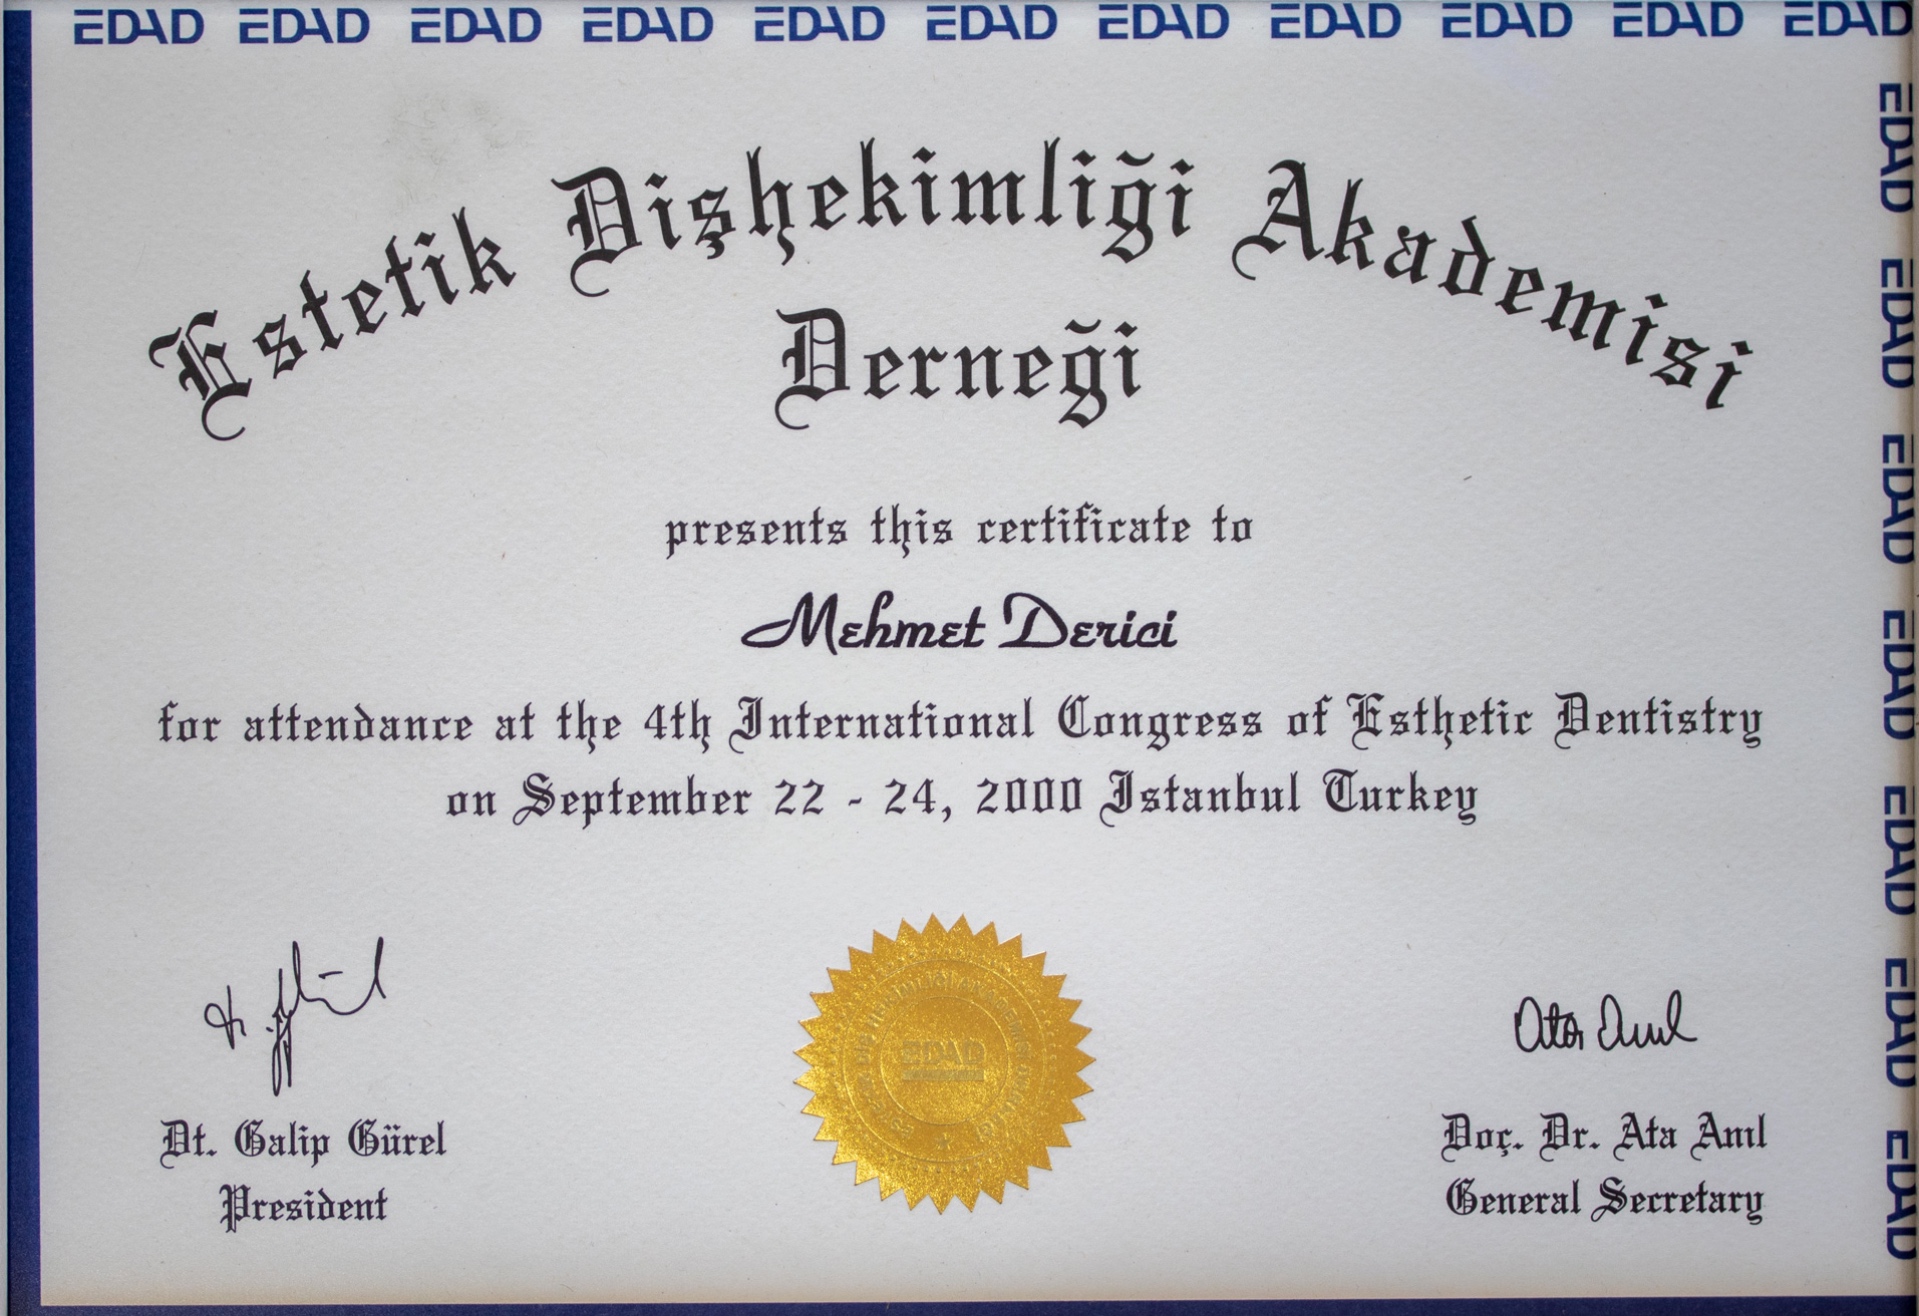 EDAD EDAD EDAD EDAD EDAD EDAD EDAD EDAD EDAD EDAD EDAD
Estetik Dişhekimliği Akademisi
Derneği
presents this certificate to
Mehmet Derici
for attendance at the 4th International Congress of Esthetic Dentistry
on September 22 - 24, 2000 Istanbul Turkey
Ata Anıl
EDAD
Dt. Galip Gürel
President
Doç. Dr. Ata Anıl
General Secretary
EDAD
EDAD
EDAD
EDAD
EDAD
EDAD
EDAD